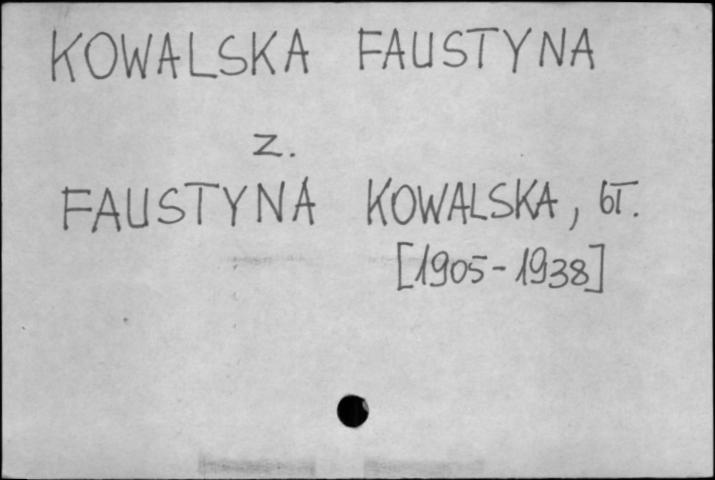 KOWALSKA FAUSTYNA
z.
FAUSTYNA KOWALSKA, bł.
[1905-1938]